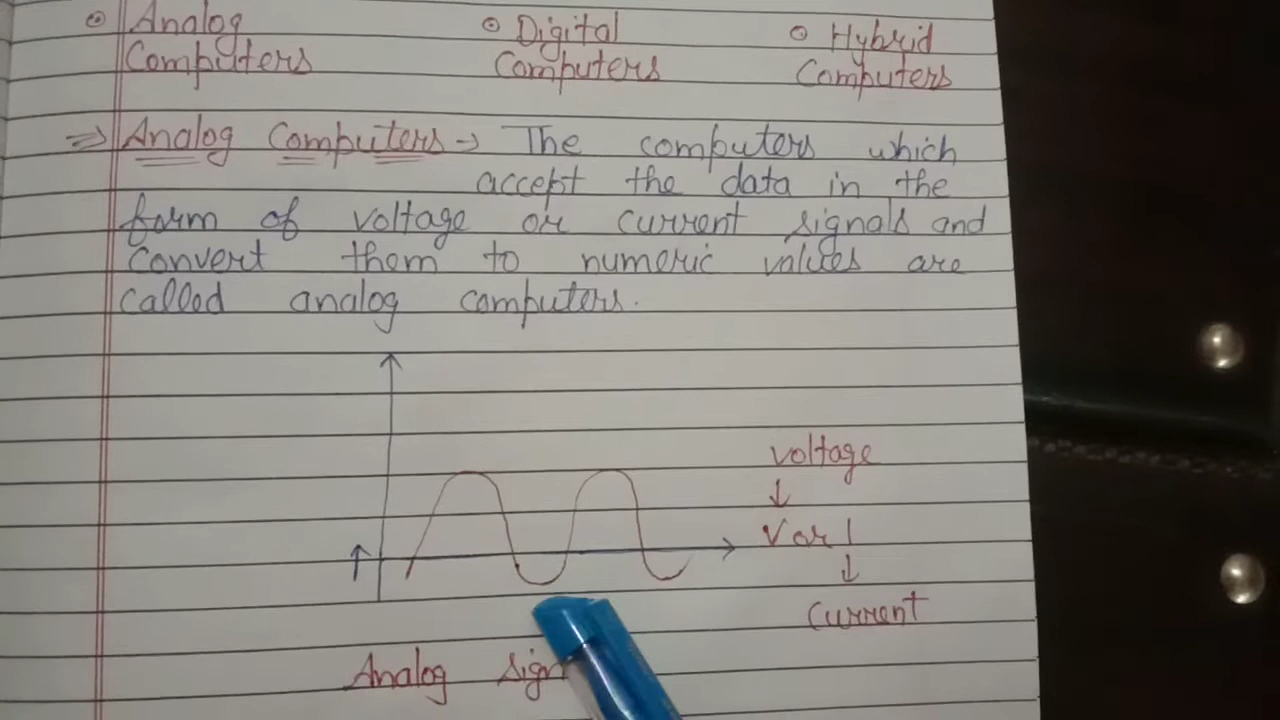 Analog Digital Hybrid
Computers Computers Computers
⇒ Analog Computers → The computers which
accept the data in the
form of voltage or current signals and
convert them to numeric values are
called analog computers.
voltage
↓
V or I
↓
Current
Analog